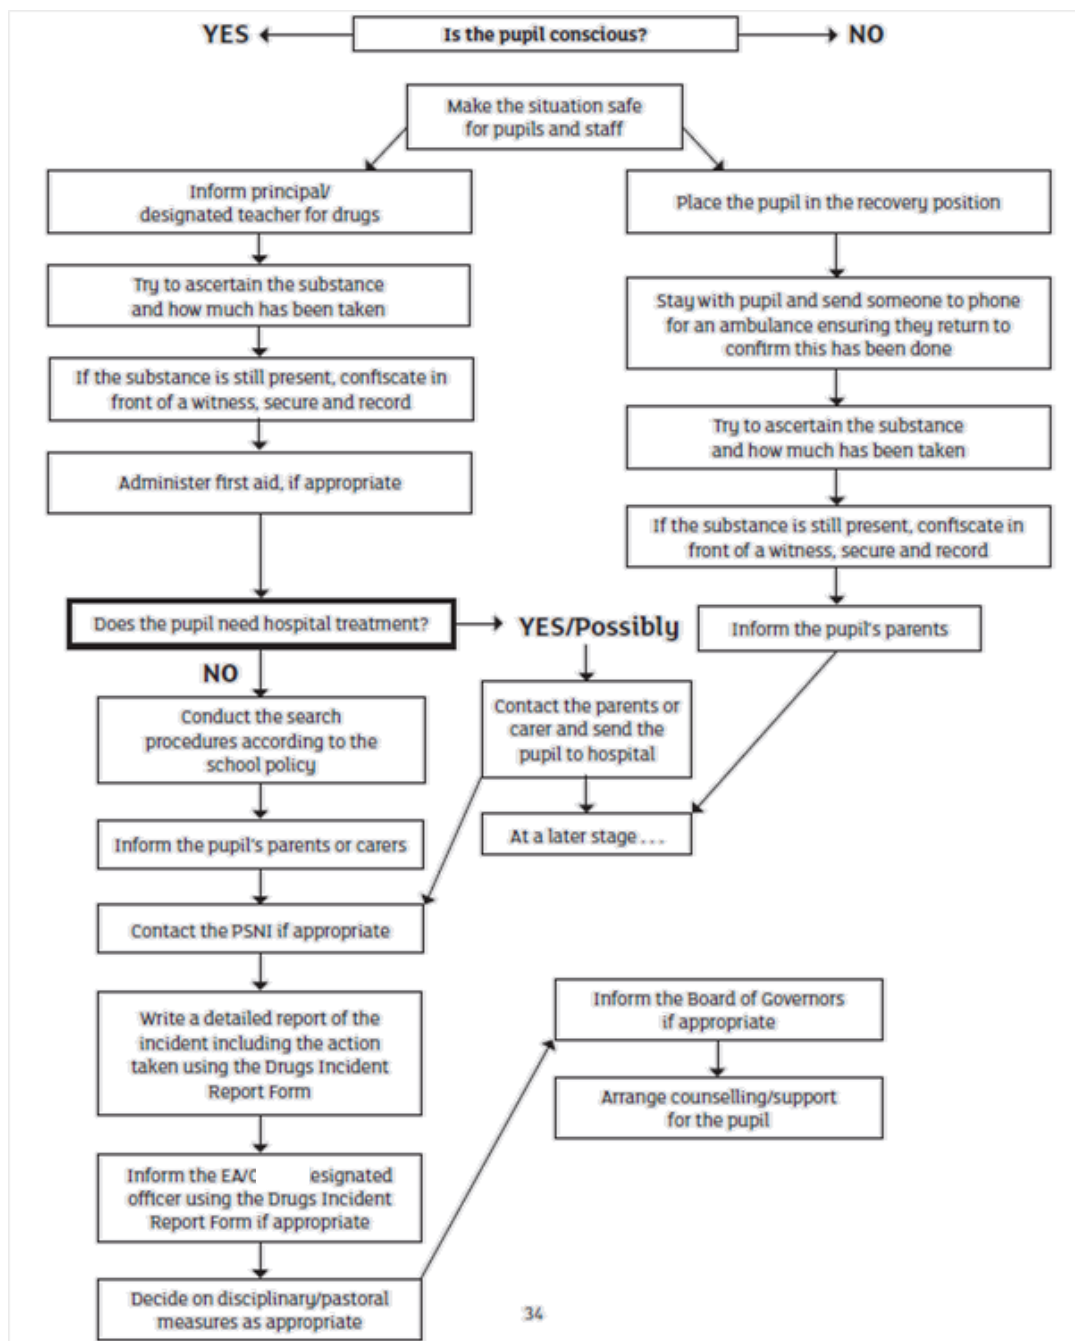 YES
Is the pupil conscious?
NO
Make the situation safe
for pupils and staff
Inform principal/
designated teacher for drugs
Try to ascertain the substance
and how much has been taken
If the substance is still present, confiscate in
front of a witness, secure and record
Administer first aid, if appropriate
Place the pupil in the recovery position
Stay with pupil and send someone to phone
for an ambulance ensuring they return to
confirm this has been done
Try to ascertain the substance
and how much has been taken
If the substance is still present, confiscate in
front of a witness, secure and record
Inform the pupil's parents
Does the pupil need hospital treatment?
YES/Possibly
NO
Contact the parents or
carer and send the
pupil to hospital
At a later stage . . .
Conduct the search
procedures according to the
school policy
Inform the pupil's parents or carers
Contact the PSNI if appropriate
Write a detailed report of the
incident including the action
taken using the Drugs Incident
Report Form
Inform the
officer using the Drugs Incident
Report Form if appropriate
Decide on disciplinary/pastoral
measures as appropriate
Inform the Board of Governors
if appropriate
Arrange counselling/support
for the pupil
34